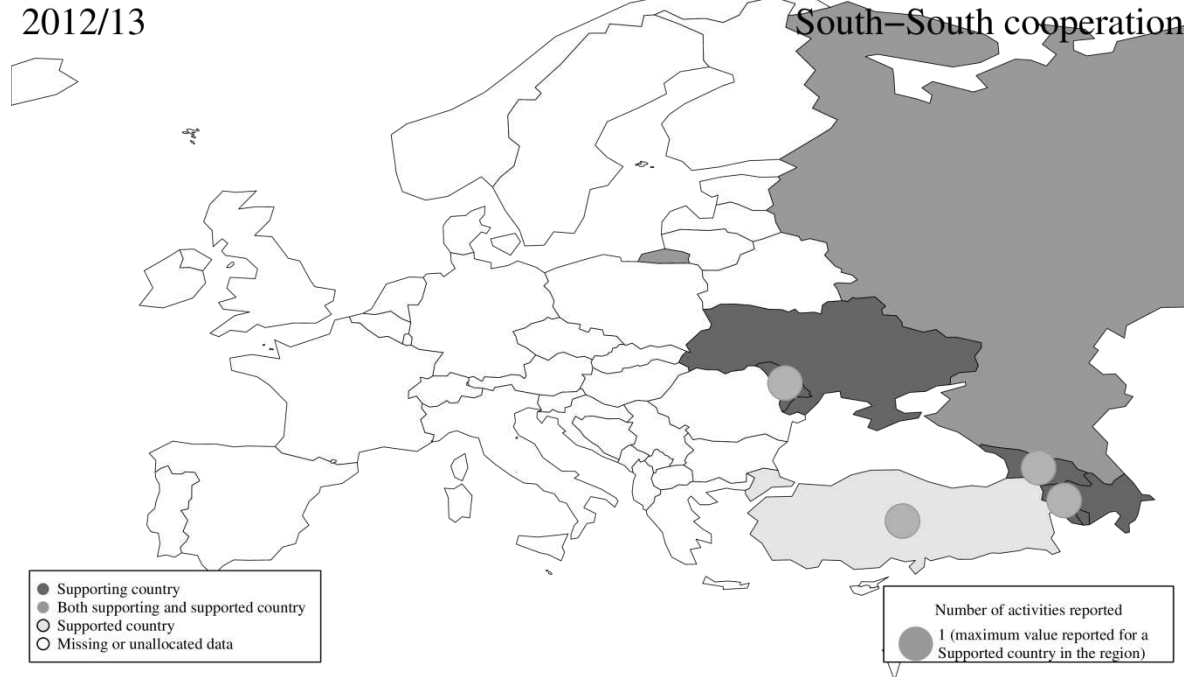 2012/13
South−South cooperation
Supporting country
Both supporting and supported country
Supported country
Missing or unallocated data
Number of activities reported
1 (maximum value reported for a
Supported country in the region)